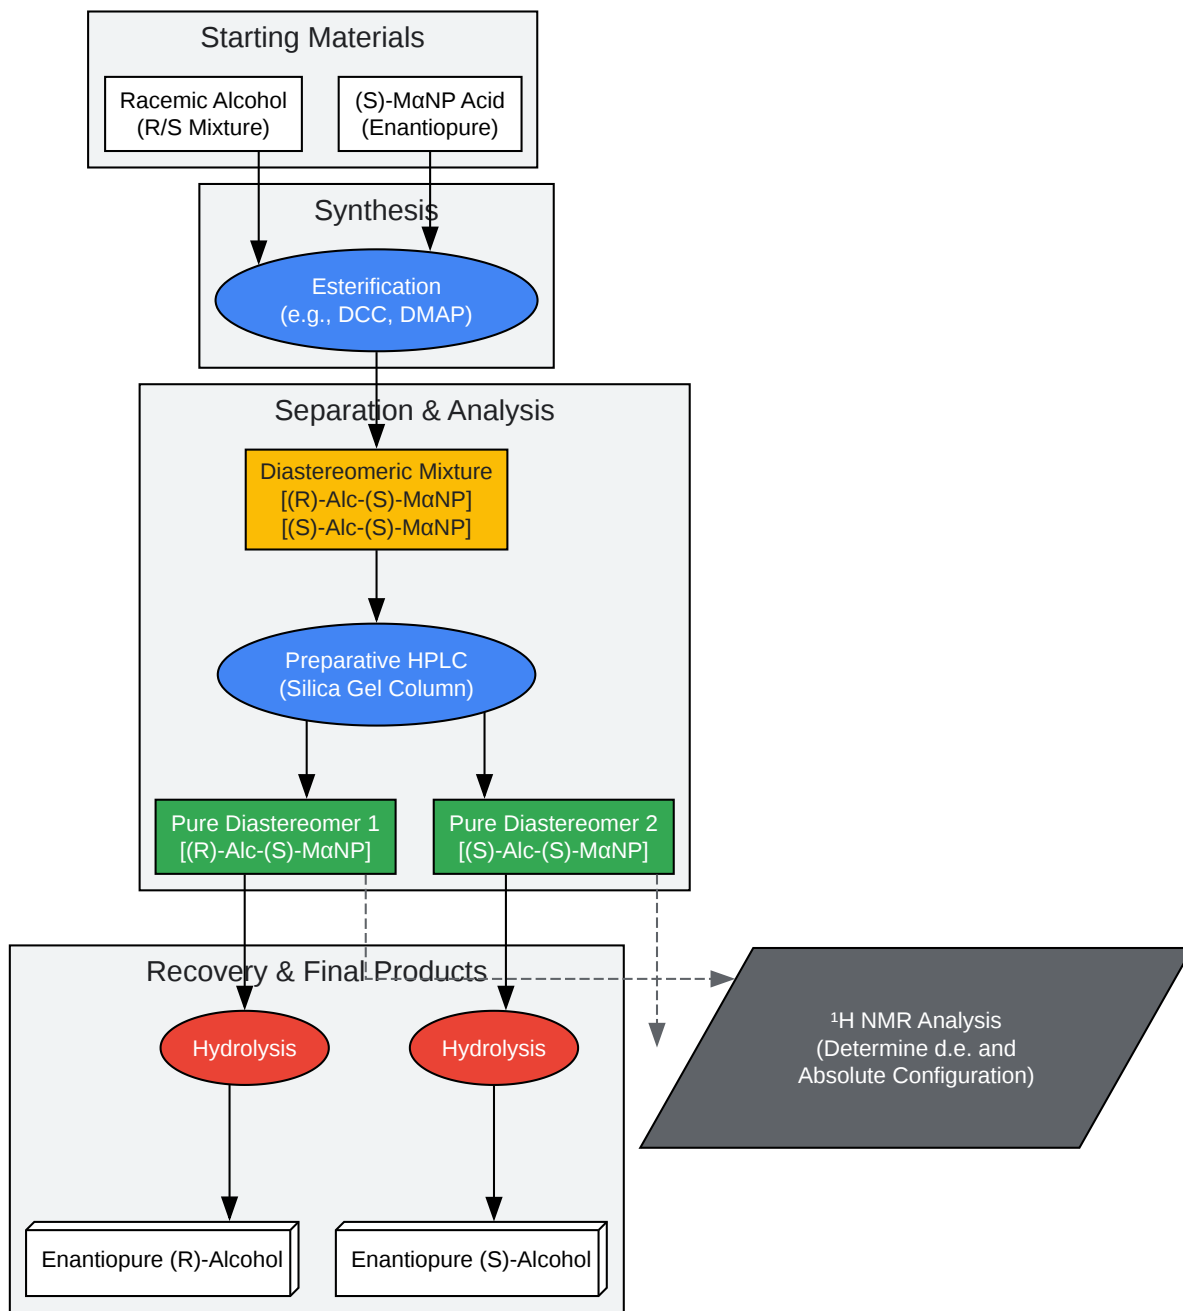 Starting Materials
Racemic Alcohol
(R/S Mixture)
(S)-MαNP Acid
(Enantiopure)
Synthesis
Esterification
(e.g., DCC, DMAP)
Separation & Analysis
Diastereomeric Mixture
[(R)-Alc-(S)-MαNP]
[(S)-Alc-(S)-MαNP]
Preparative HPLC
(Silica Gel Column)
Pure Diastereomer 1
[(R)-Alc-(S)-MαNP]
Pure Diastereomer 2
[(S)-Alc-(S)-MαNP]
Recovery & Final Products
Hydrolysis
Hydrolysis
¹H NMR Analysis
(Determine d.e. and
Absolute Configuration)
Enantiopure (R)-Alcohol
Enantiopure (S)-Alcohol